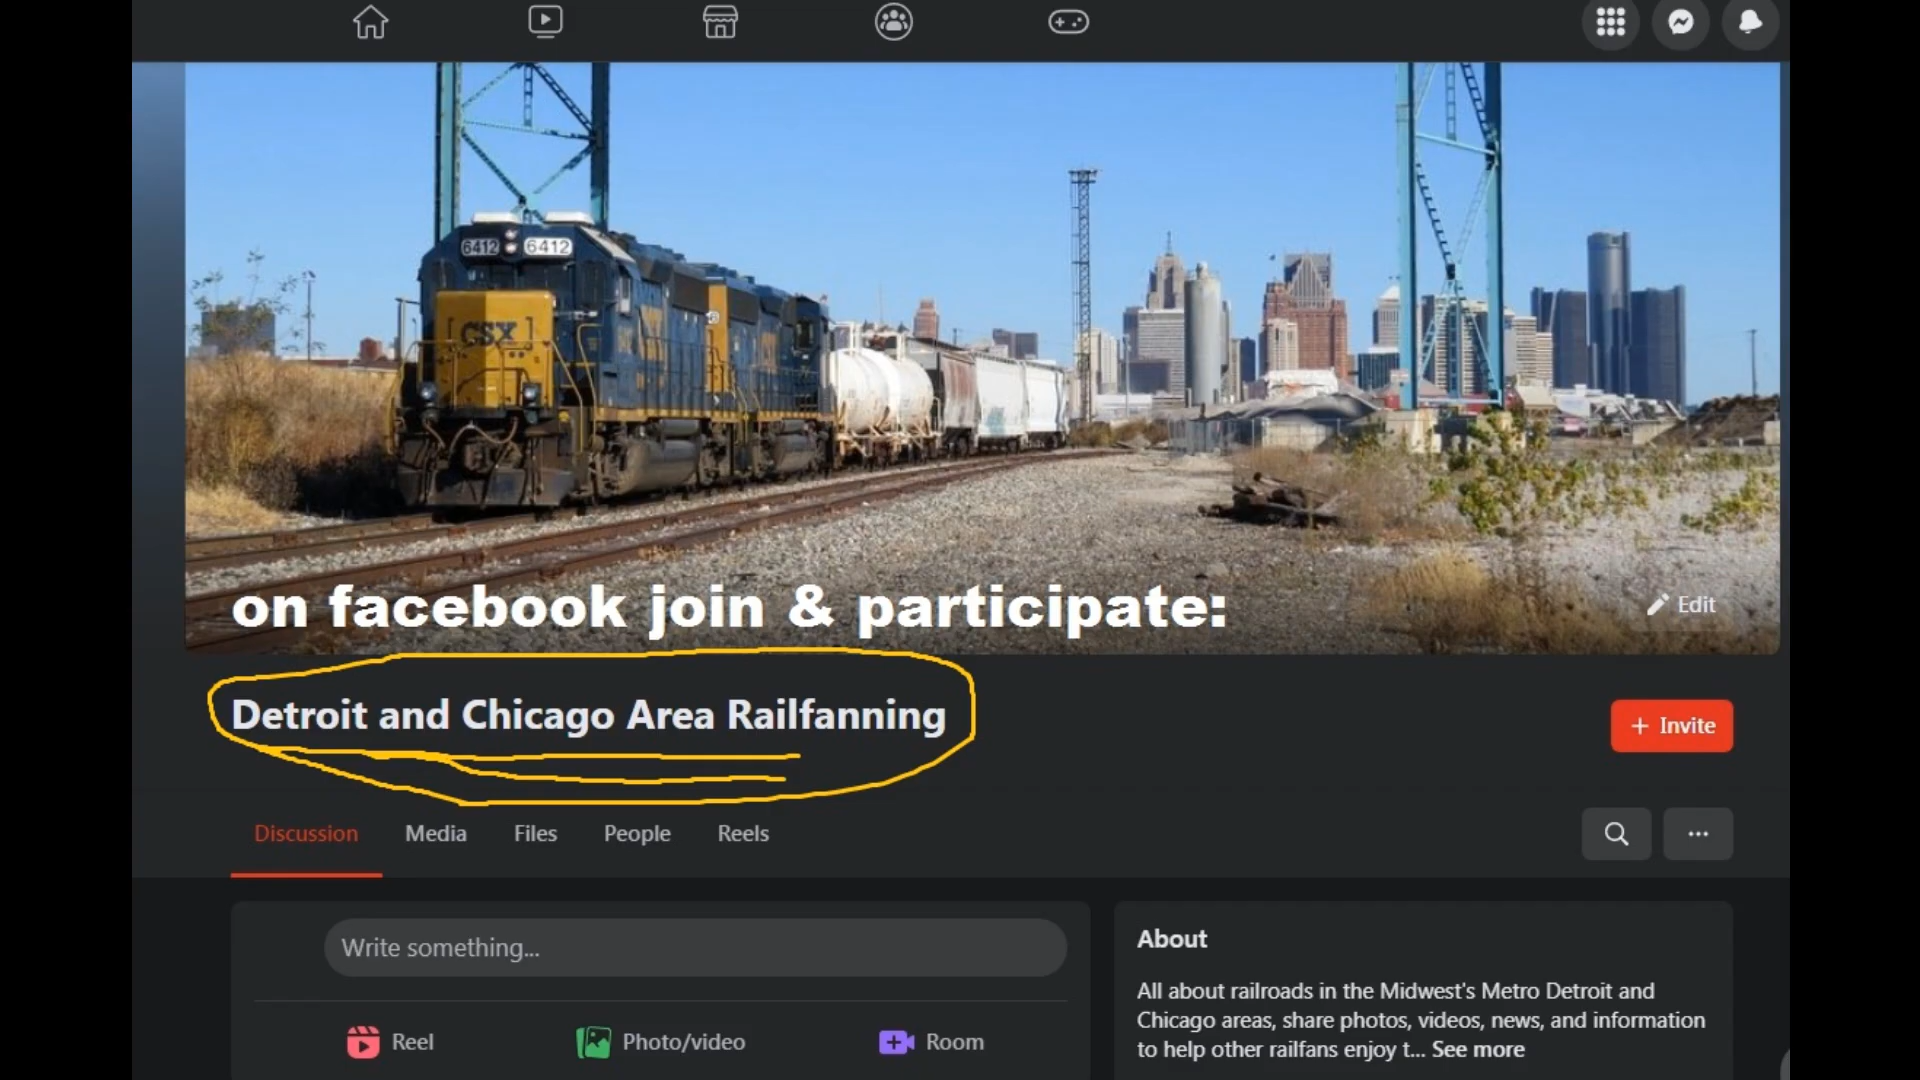 6412 6412
CSX
on facebook join & participate:
Edit
Detroit and Chicago Area Railfanning
+ Invite
Discussion Media Files People Reels
Write something...
Reel Photo/video Room
About
All about railroads in the Midwest's Metro Detroit and
Chicago areas, share photos, videos, news, and information
to help other railfans enjoy t... See more